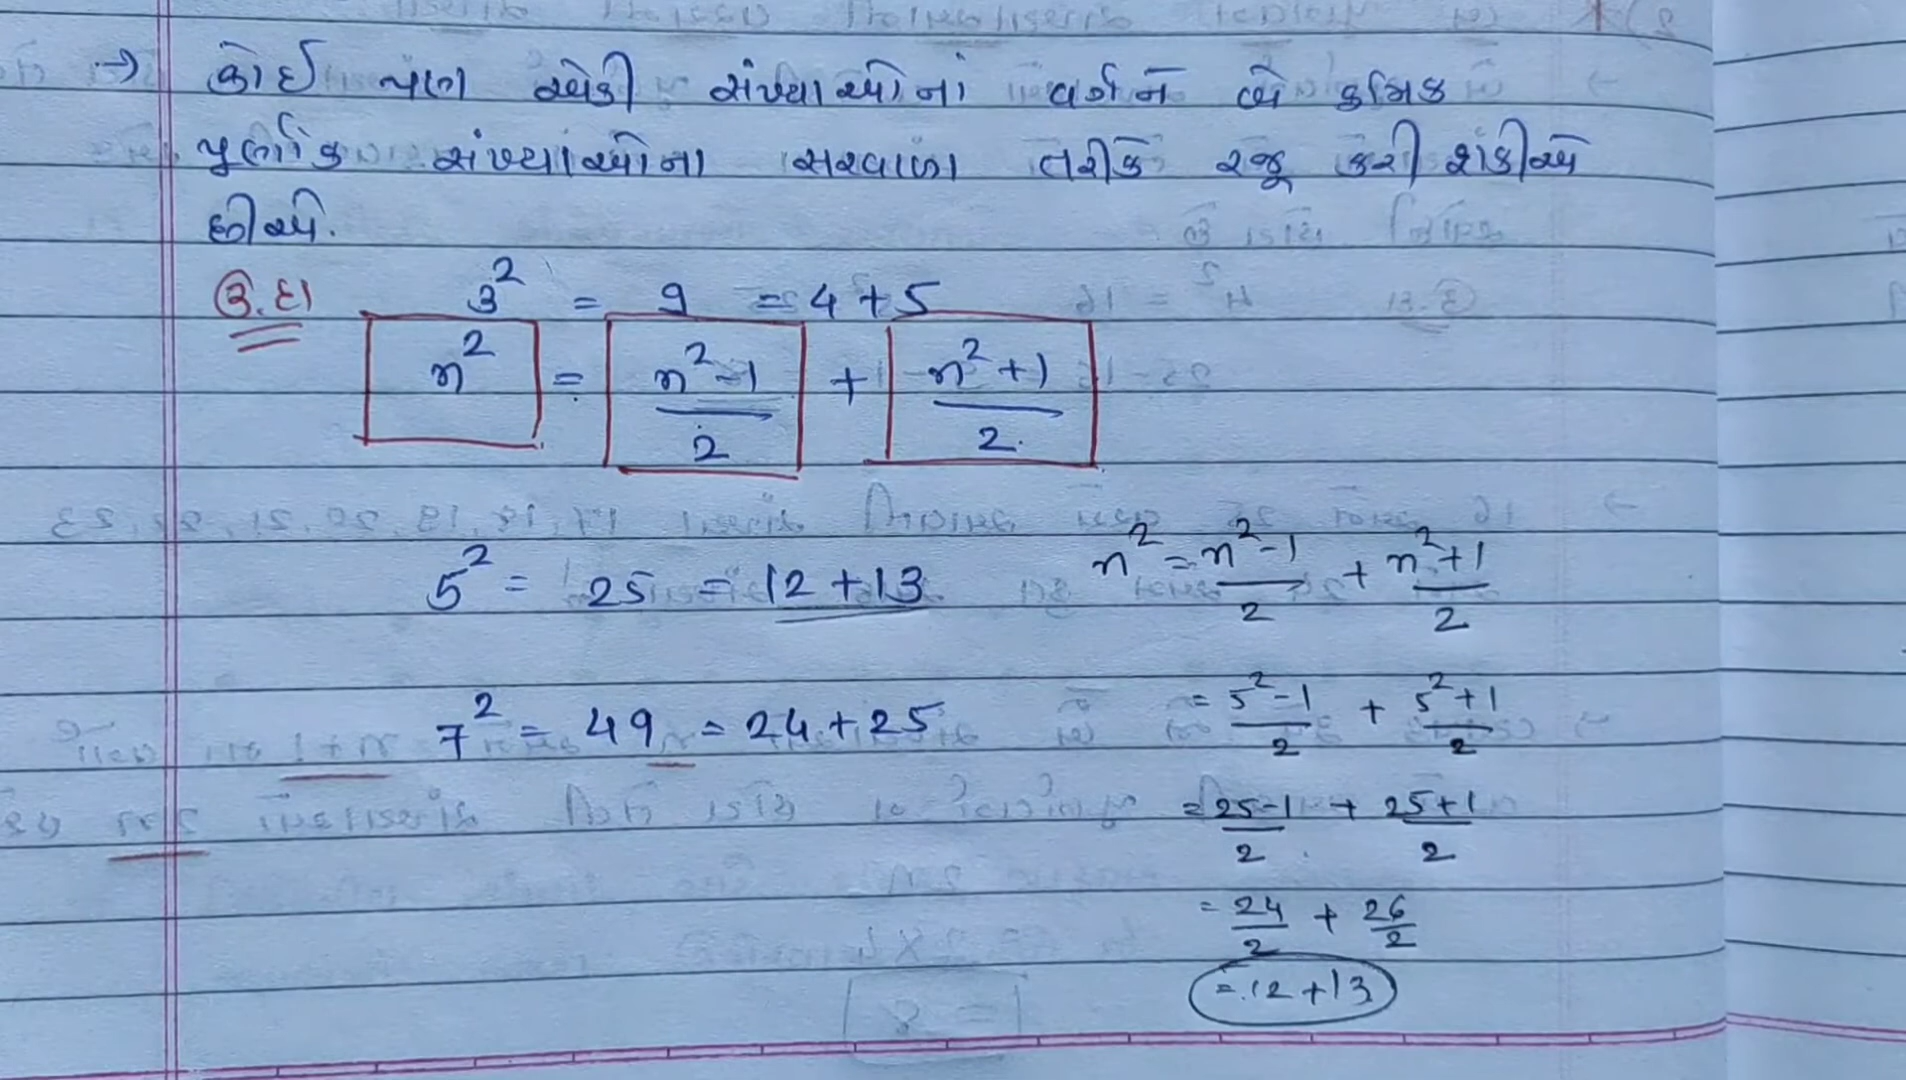 → કોઈ પણ એકી સંખ્યાઓનાં વર્ગને બે ક્રમિક
પૂર્ણાંક સંખ્યાઓના સરવાળા તરીકે રજૂ કરી શકીએ
છીએ.
ઉ.દા 3² = 9 = 4 + 5
n² = n²-1/2 + n²+1/2
5² = 25 = 12 + 13
n² = n²-1/2 + n²+1/2
7² = 49 = 24 + 25
= 5²-1/2 + 5²+1/2
= 25-1/2 + 25+1/2
= 24/2 + 26/2
= 12 + 13